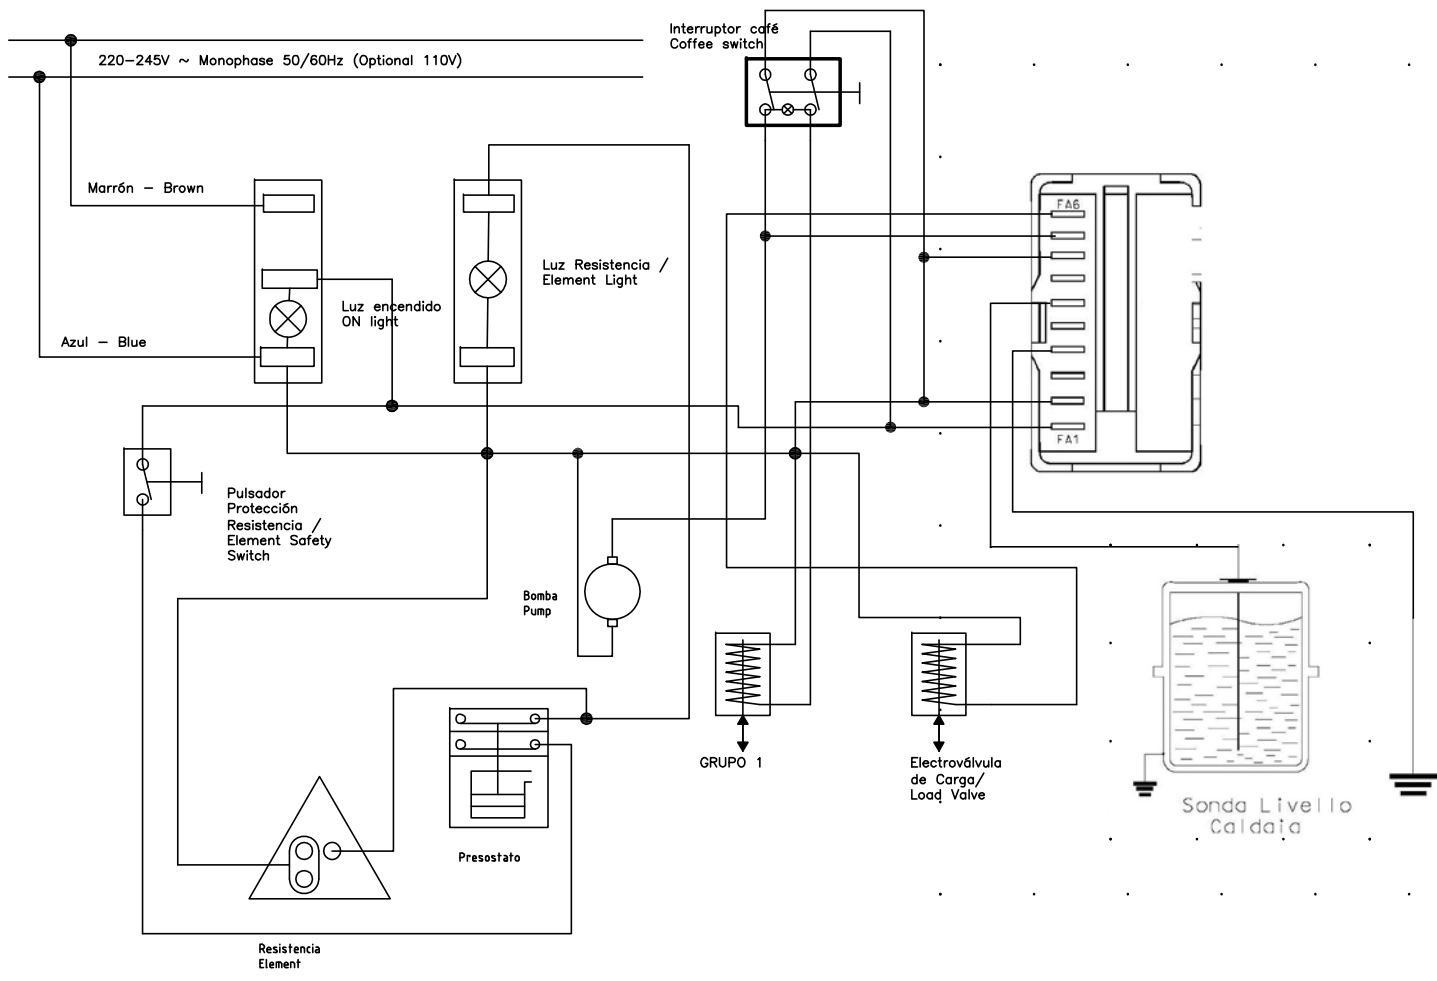 Interruptor café
Coffee switch
220-245V ~ Monophase 50/60Hz (Optional 110V)
Marrón - Brown
FA6
Luz Resistencia /
Element Light
Luz encendido
ON light
Azul - Blue
FA1
Pulsador
Protección
Resistencia /
Element Safety
Switch
Bomba
Pump
GRUPO 1
Electroválvula
de Carga/
Load Valve
Sonda Livello
Caldaia
Presostato
Resistencia
Element